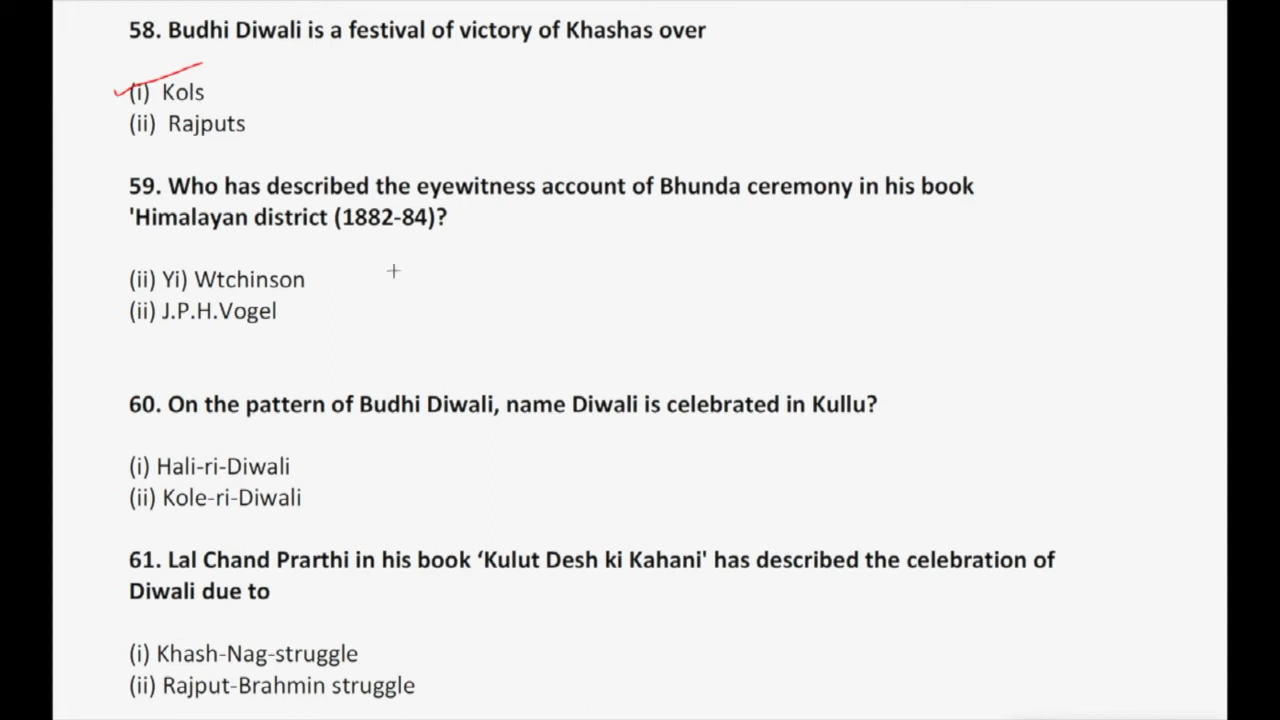 58. Budhi Diwali is a festival of victory of Khashas over
(i) Kols
(ii) Rajputs
59. Who has described the eyewitness account of Bhunda ceremony in his book
'Himalayan district (1882-84)?
(ii) Yi) Wtchinson
(ii) J.P.H.Vogel
60. On the pattern of Budhi Diwali, name Diwali is celebrated in Kullu?
(i) Hali-ri-Diwali
(ii) Kole-ri-Diwali
61. Lal Chand Prarthi in his book ‘Kulut Desh ki Kahani' has described the celebration of
Diwali due to
(i) Khash-Nag-struggle
(ii) Rajput-Brahmin struggle